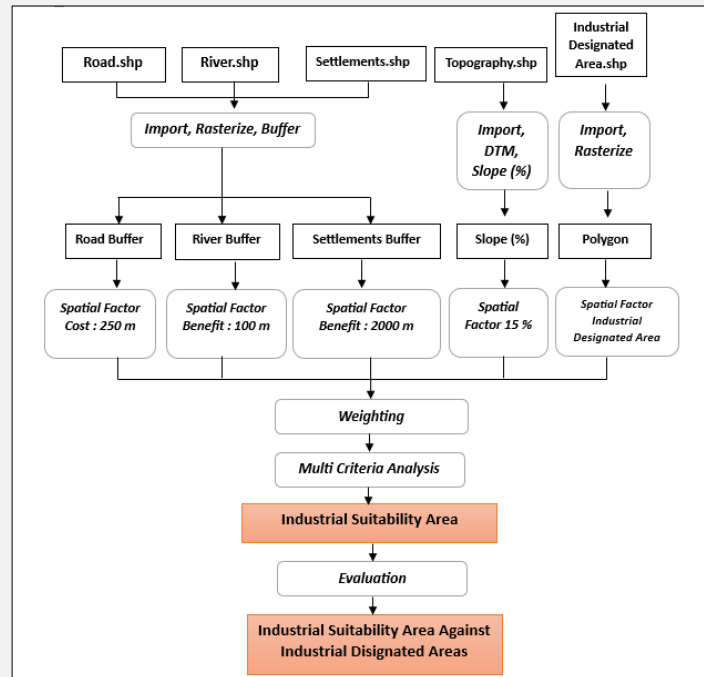 Road.shp
River.shp
Settlements.shp
Topography.shp
Industrial
Designated
Area.shp
Import, Rasterize, Buffer
Import,
DTM,
Slope (%)
Import,
Rasterize
Road Buffer
River Buffer
Settlements Buffer
Slope (%)
Polygon
Spatial Factor
Cost : 250 m
Spatial Factor
Benefit : 100 m
Spatial Factor
Benefit : 2000 m
Spatial
Factor 15 %
Spatial Factor
Industrial
Designated Area
Weighting
Multi Criteria Analysis
Industrial Suitability Area
Evaluation
Industrial Suitability Area Against
Industrial Disignated Areas